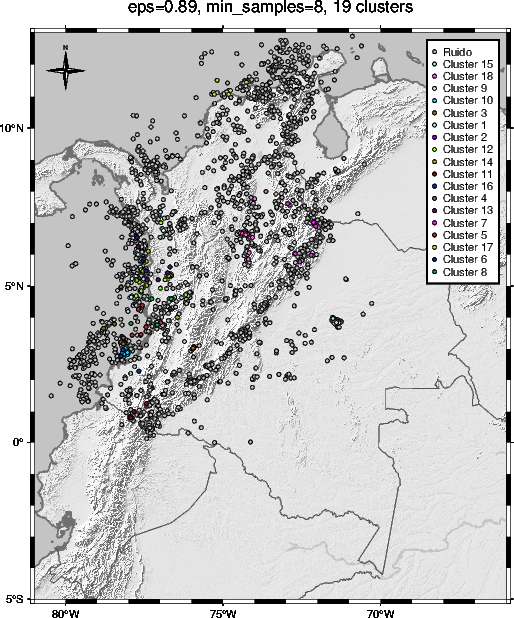 eps=0.89, min_samples=8, 19 clusters
N
Ruido
Cluster 15
Cluster 18
Cluster 9
Cluster 10
Cluster 3
Cluster 1
Cluster 2
Cluster 12
Cluster 14
Cluster 11
Cluster 16
Cluster 4
Cluster 13
Cluster 7
Cluster 5
Cluster 17
Cluster 6
Cluster 8
10°N
5°N
0°
5°S
80°W
75°W
70°W